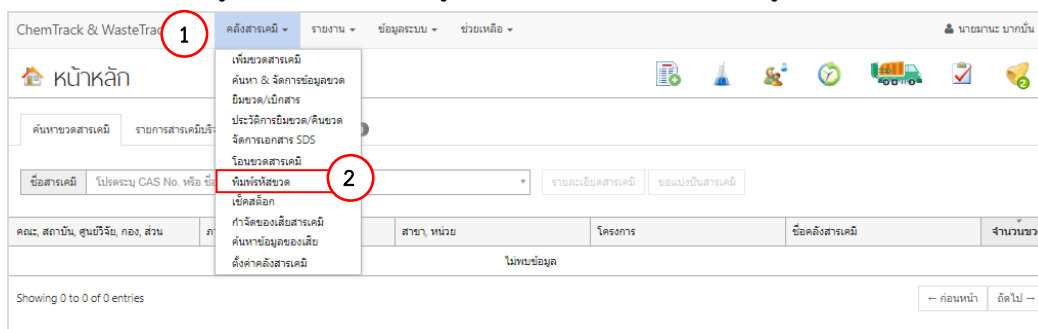 ChemTrack & WasteTrac
1
คลังสารเคมี
รายงาน
ข้อมูลระบบ
ช่วยเหลือ
นายมานะ บากบั่น
หน้าหลัก
2
เพิ่มขวดสารเคมี
ค้นหา & จัดการข้อมูลขวด
ยืมขวด/เบิกสาร
ประวัติการยืมขวด/คืนขวด
จัดการเอกสาร SDS
โอนขวดสารเคมี
พิมพ์รหัสขวด
2
เช็คสต็อก
กำจัดของเสียสารเคมี
ค้นหาข้อมูลของเสีย
ตั้งค่าคลังสารเคมี
ค้นหาขวดสารเคมี
รายการสารเคมีบริ
ชื่อสารเคมี
โปรดระบุ CAS No. หรือ ชื่
รายละเอียดสารเคมี
ขอแบ่งปันสารเคมี
คณะ, สถาบัน, ศูนย์วิจัย, กอง, ส่วน
สาขา, หน่วย
โครงการ
ชื่อคลังสารเคมี
จำนวนขว
ไม่พบข้อมูล
Showing 0 to 0 of 0 entries
← ก่อนหน้า
ถัดไป →